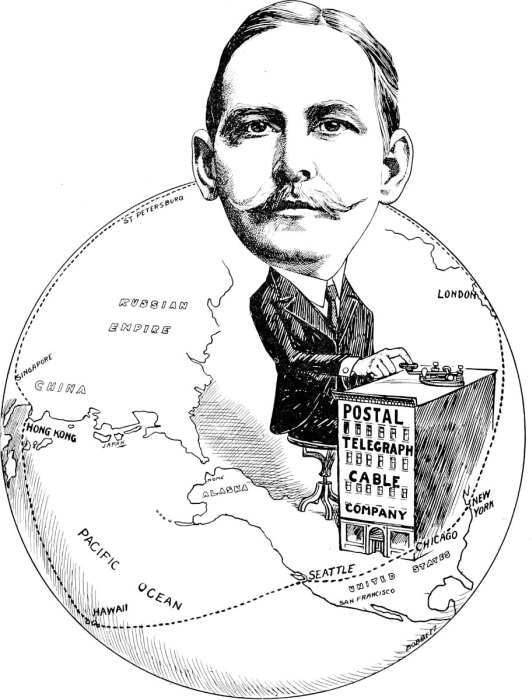 ST PETERSBURG
LONDON
RUSSIAN
EMPIRE
SINGAPORE
CHINA
HONG KONG
JAPAN
POSTAL
TELEGRAPH
CABLE
COMPANY
NOME
ALASKA
NEW
YORK
CHICAGO
PACIFIC
OCEAN
SEATTLE
UNITED STATES
SAN FRANCISCO
HAWAII